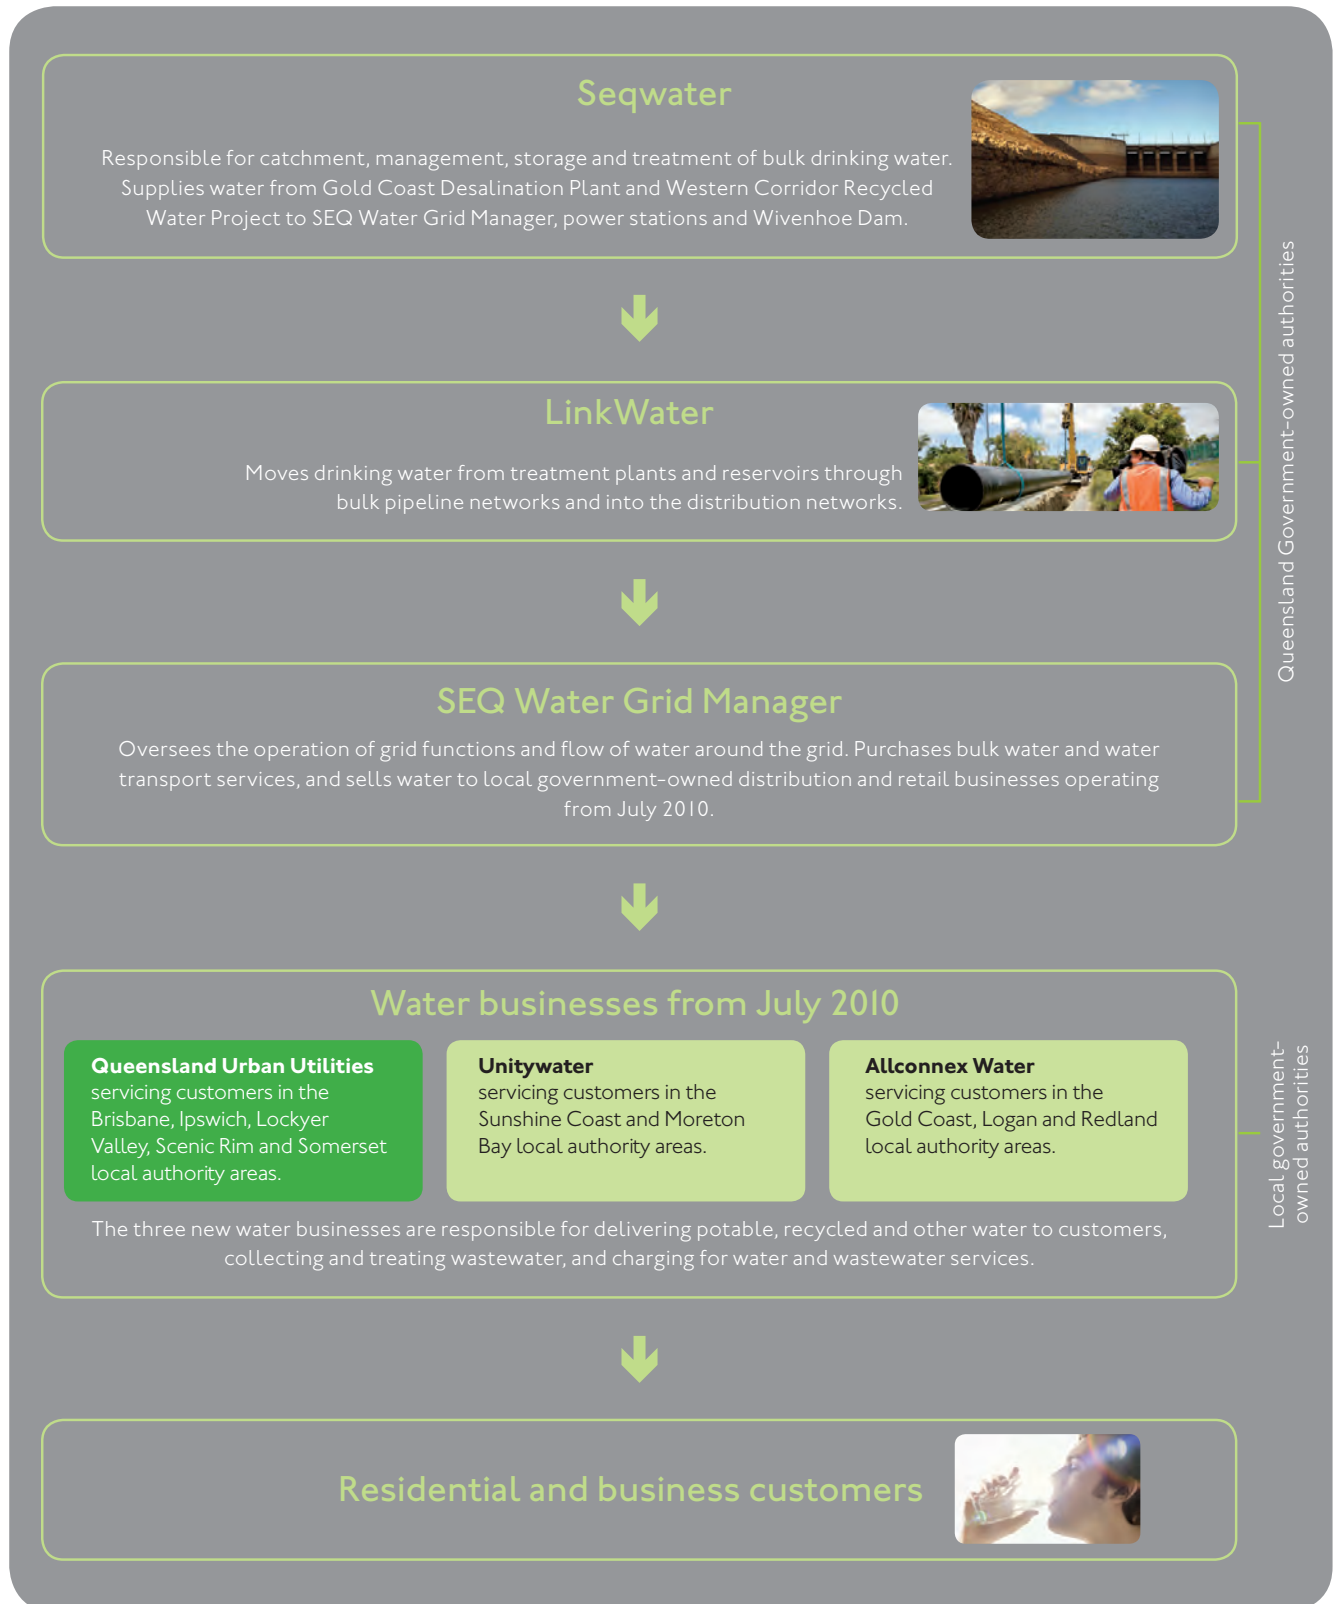 Seqwater
Responsible for catchment, management, storage and treatment of bulk drinking water.
Supplies water from Gold Coast Desalination Plant and Western Corridor Recycled
Water Project to SEQ Water Grid Manager, power stations and Wivenhoe Dam.
LinkWater
Moves drinking water from treatment plants and reservoirs through
bulk pipeline networks and into the distribution networks.
SEQ Water Grid Manager
Oversees the operation of grid functions and flow of water around the grid. Purchases bulk water and water
transport services, and sells water to local government-owned distribution and retail businesses operating
from July 2010.
Queensland Government-owned authorities
Water businesses from July 2010
Queensland Urban Utilities
servicing customers in the
Brisbane, Ipswich, Lockyer
Valley, Scenic Rim and Somerset
local authority areas.
Unitywater
servicing customers in the
Sunshine Coast and Moreton
Bay local authority areas.
Allconnex Water
servicing customers in the
Gold Coast, Logan and Redland
local authority areas.
The three new water businesses are responsible for delivering potable, recycled and other water to customers,
collecting and treating wastewater, and charging for water and wastewater services.
Local government-
owned authorities
Residential and business customers